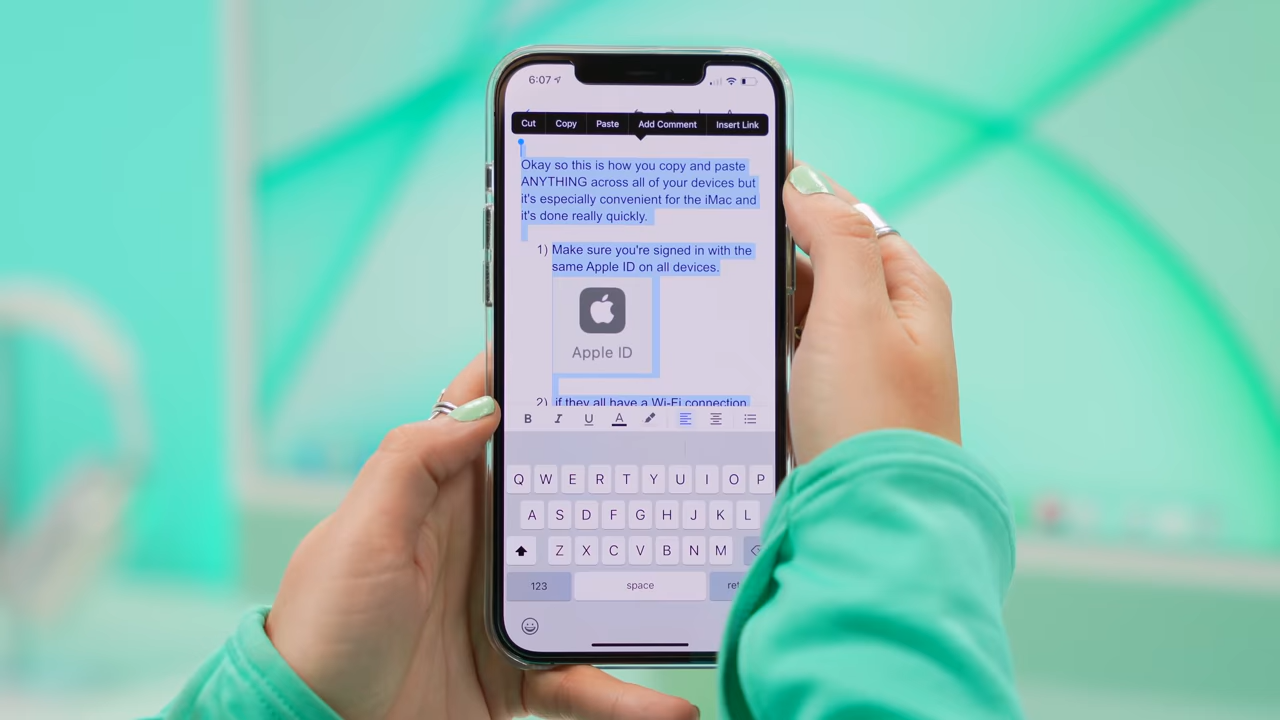 6:07
Cut Copy Paste Add Comment Insert Link
Okay so this is how you copy and paste
ANYTHING across all of your devices but
it's especially convenient for the iMac and
it's done really quickly.
1) Make sure you're signed in with the
same Apple ID on all devices.
Apple ID
2) if they all have a Wi-Fi connection
B I U A
Q W E R T Y U I O P
A S D F G H J K L
Z X C V B N M
123 space ret